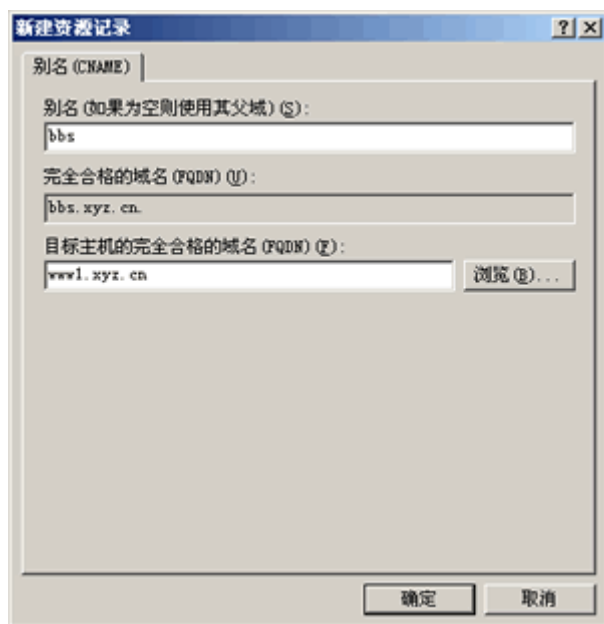 新建资源记录
别名(CNAME)
别名(如果为空则使用其父域)(S):
bbs
完全合格的域名(FQDN)(U):
bbs.xyz.cn.
目标主机的完全合格的域名(FQDN)(F):
www1.xyz.cn
浏览(B)...
确定
取消